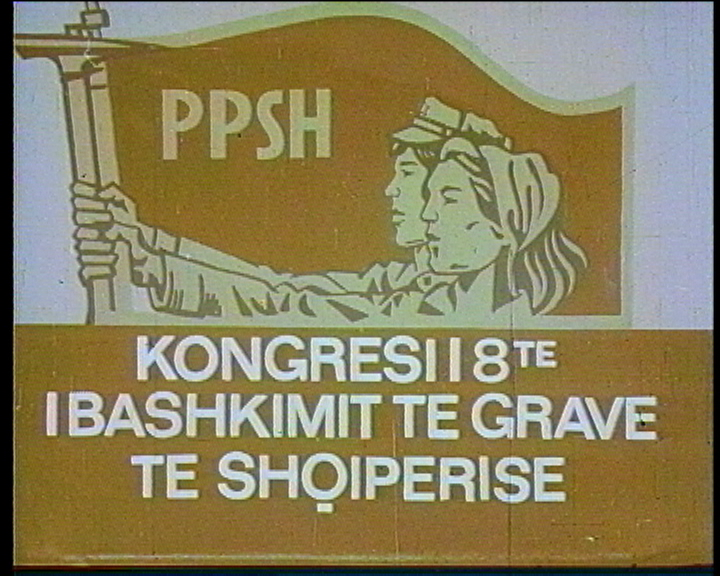 PPSH
KONGRESI I 8TE
I BASHKIMIT TE GRAVE
TE SHQIPERISE